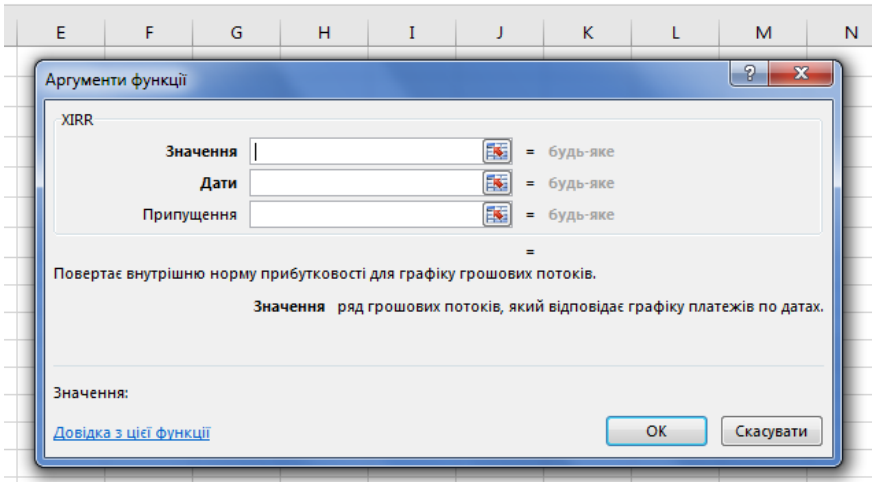 E F G H I J K L M N
Аргументи функції
?
X
XIRR
Значення = будь-яке
Дати = будь-яке
Припущення = будь-яке
=
Повертає внутрішню норму прибутковості для графіку грошових потоків.
Значення ряд грошових потоків, який відповідає графіку платежів по датах.
Значення:
Довідка з цієї функції
ОК
Скасувати